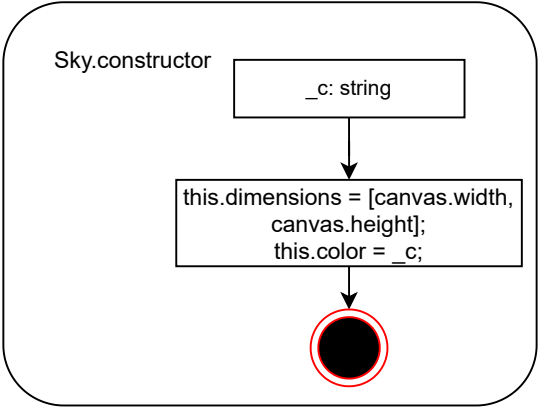 Sky.constructor
_c: string
this.dimensions = [canvas.width,
canvas.height];
this.color = _c;